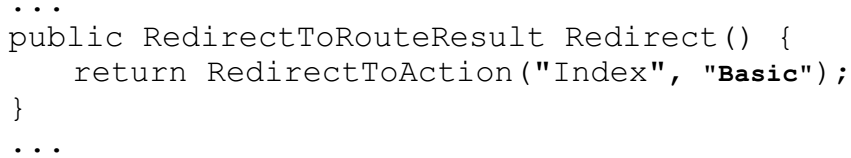 ...
public RedirectToRouteResult Redirect() {
    return RedirectToAction("Index", "Basic");
}
...